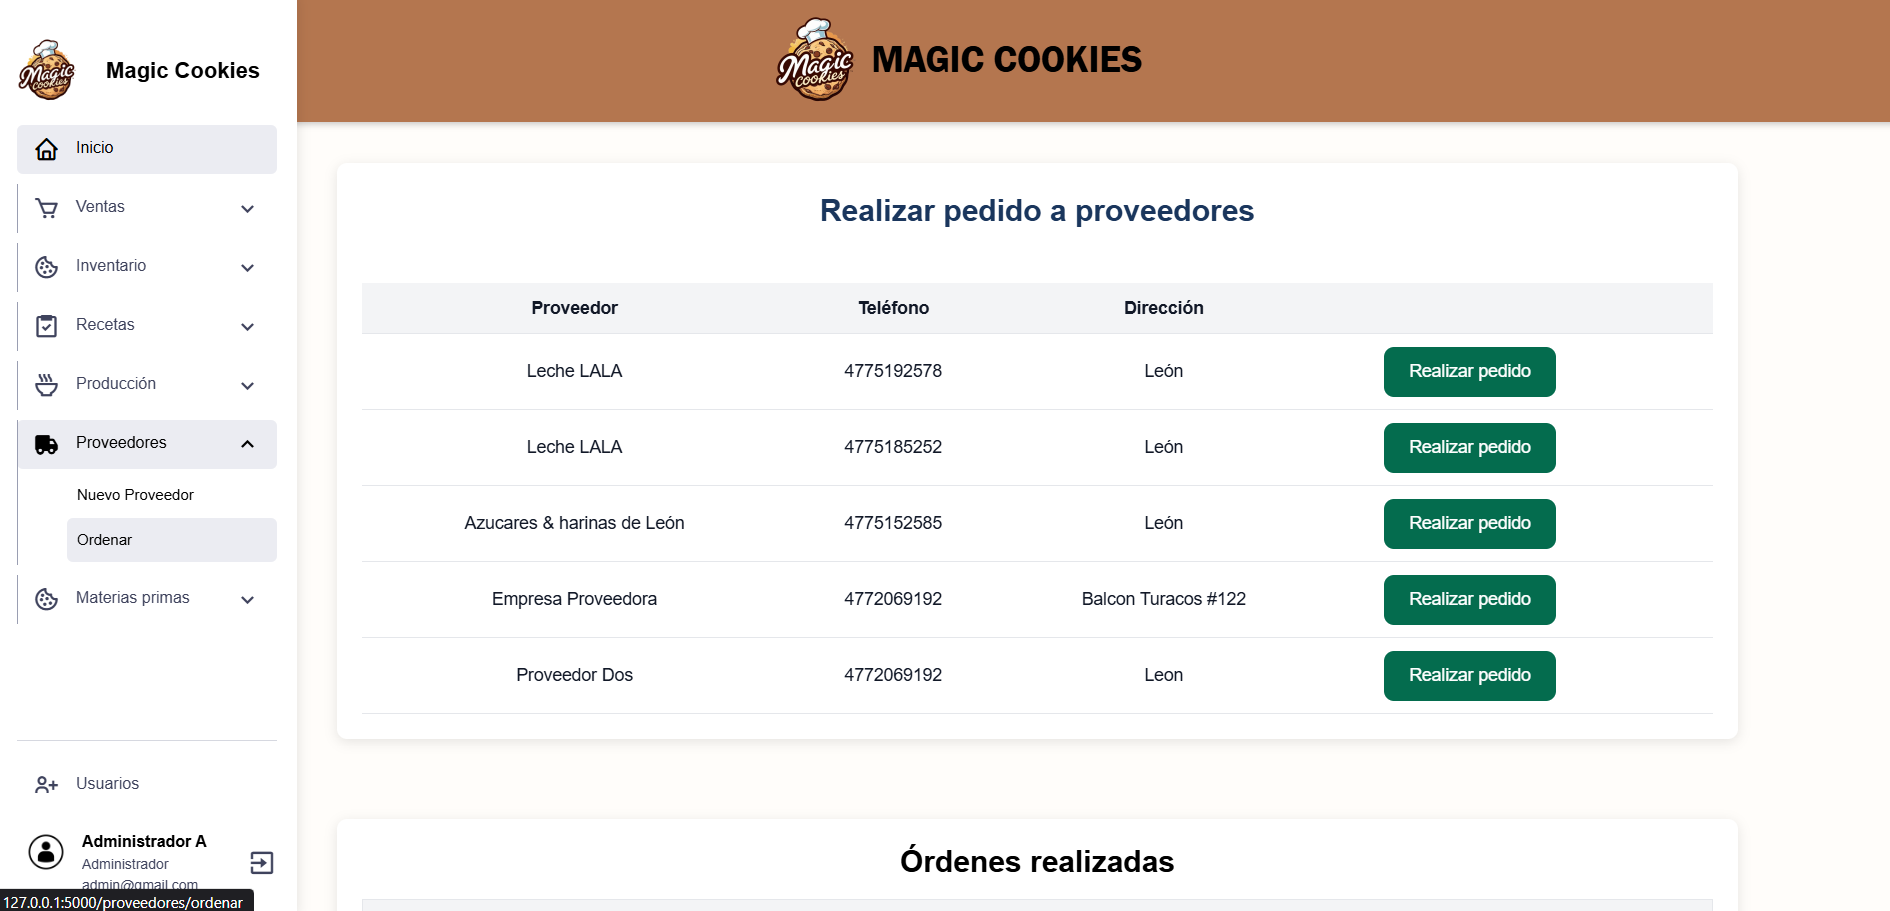 Magic Cookies
Magic Cookies
Inicio
Ventas
Inventario
Recetas
Producción
Proveedores
Nuevo Proveedor
Ordenar
Materias primas
Usuarios
Administrador A
Administrador
admin@gmail.com
127.0.0.1:5000/proveedores/ordenar
Magic Cookies
MAGIC COOKIES
Realizar pedido a proveedores
Proveedor Teléfono Dirección
Leche LALA 4775192578 León Realizar pedido
Leche LALA 4775185252 León Realizar pedido
Azucares & harinas de León 4775152585 León Realizar pedido
Empresa Proveedora 4772069192 Balcon Turacos #122 Realizar pedido
Proveedor Dos 4772069192 Leon Realizar pedido
Órdenes realizadas